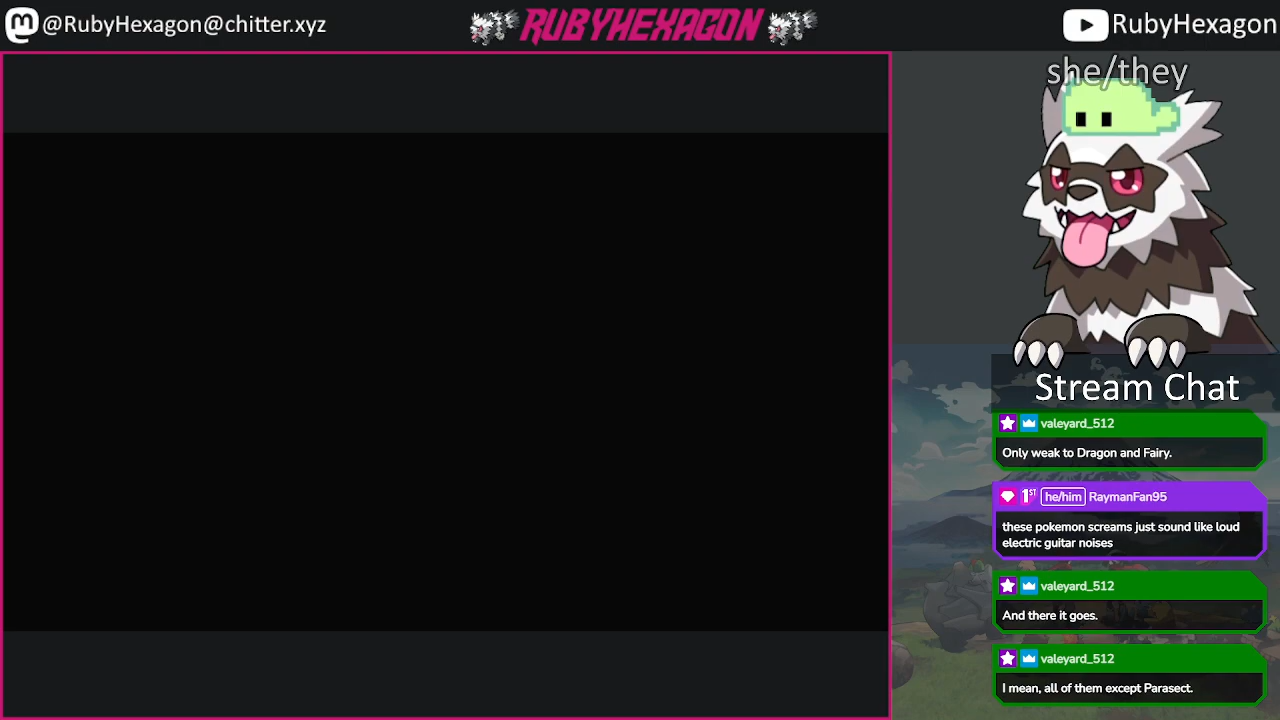 @RubyHexagon@chitter.xyz
RUBYHEXAGON
RubyHexagon
she/they
Stream Chat
valeyard_512
Only weak to Dragon and Fairy.
1ST he/him RaymanFan95
these pokemon screams just sound like loud
electric guitar noises
valeyard_512
And there it goes.
valeyard_512
I mean, all of them except Parasect.